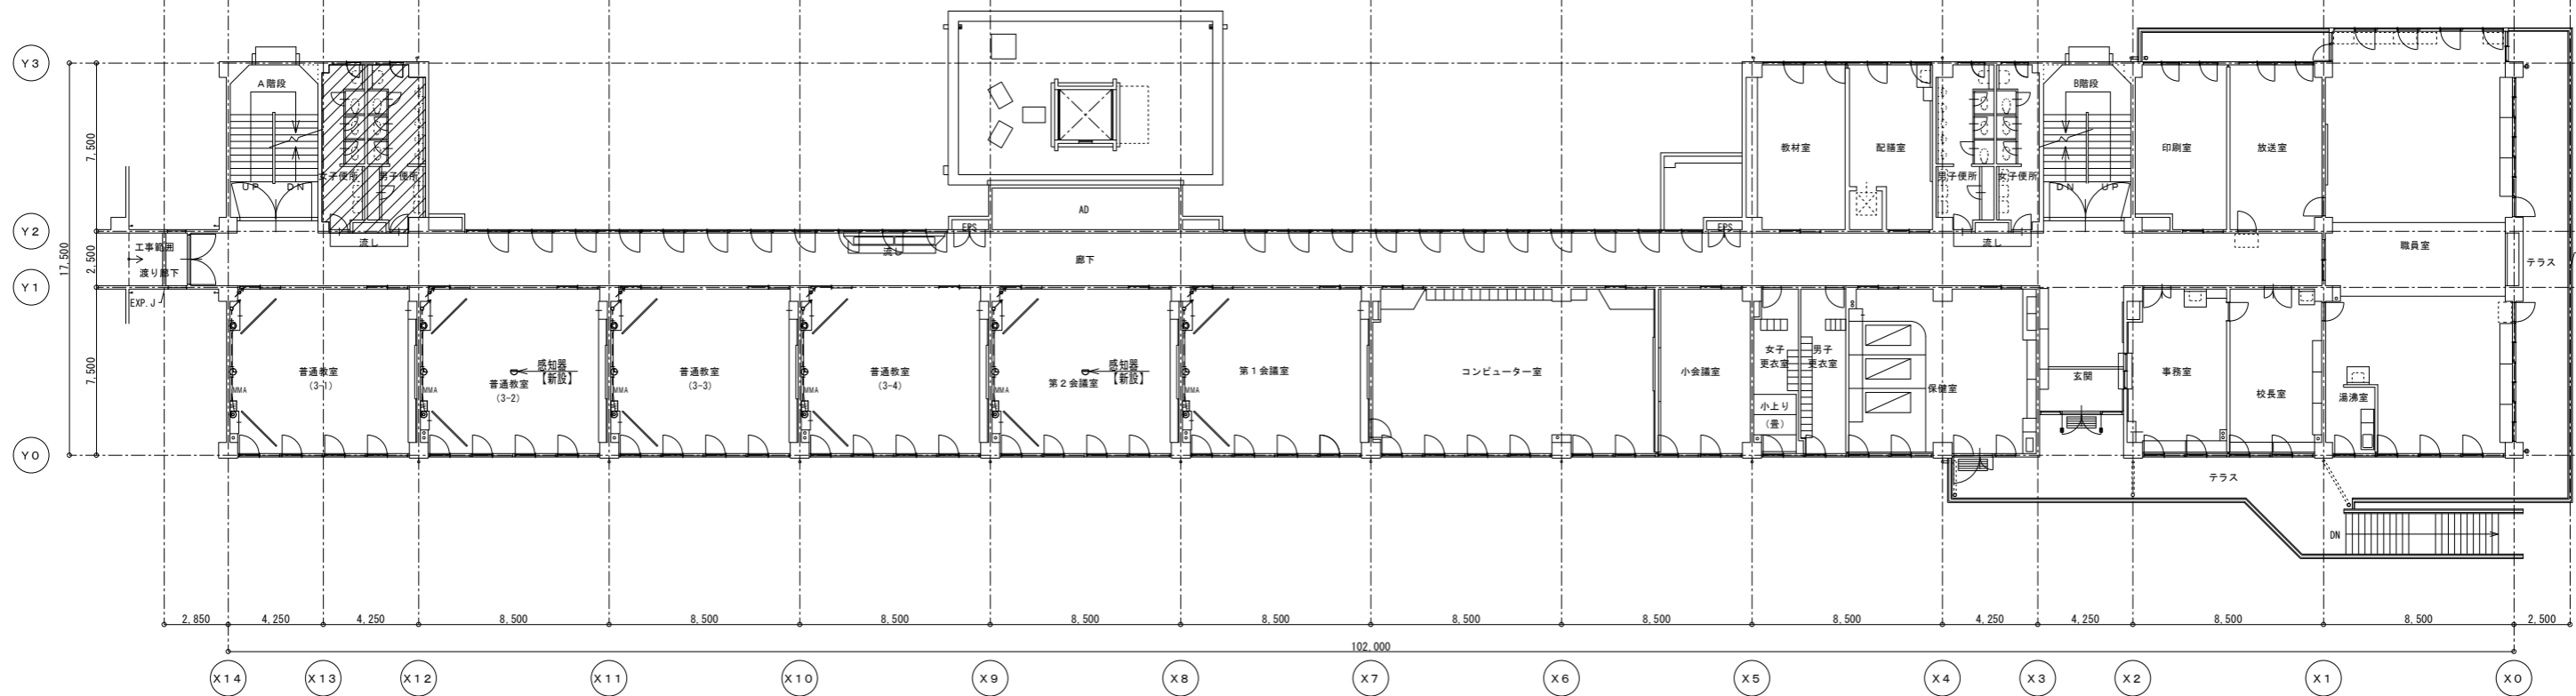 Y3
A階段
B階段
7,500
教材室
配膳室
印刷室
放送室
女子便所
男子便所
男子便所
女子便所
UP
DN
DN
UP
AD
Y2
流し
EPS
EPS
流し
工事範囲
流し
職員室
17,500
2,500
渡り廊下
廊下
テラス
Y1
EXP.J
7,500
普通教室
(3-1)
感知器
【新設】
普通教室
(3-2)
普通教室
(3-3)
普通教室
(3-4)
感知器
【新設】
第2会議室
第1会議室
コンピューター室
小会議室
女子
更衣室
男子
更衣室
小上り
(畳)
保健室
玄関
事務室
校長室
湯沸室
MMA
MMA
MMA
MMA
MMA
MMA
Y0
テラス
DN
2,850
4,250
4,250
8,500
8,500
8,500
8,500
8,500
8,500
8,500
8,500
4,250
4,250
8,500
8,500
2,500
102,000
X14
X13
X12
X11
X10
X9
X8
X7
X6
X5
X4
X3
X2
X1
X0